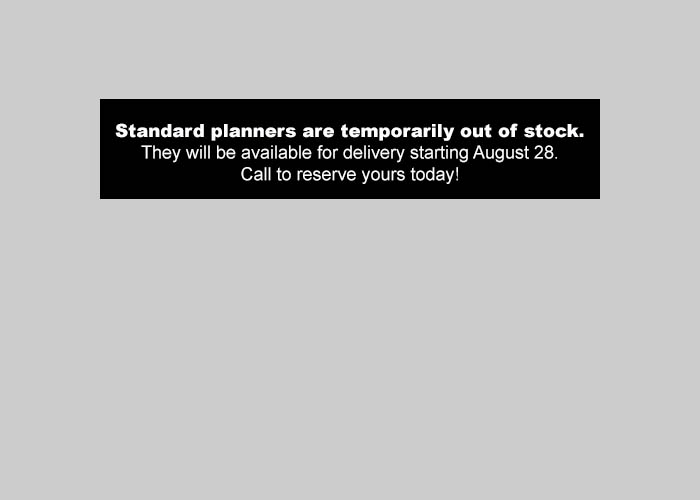 Standard planners are temporarily out of stock.
They will be available for delivery starting August 28.
Call to reserve yours today!